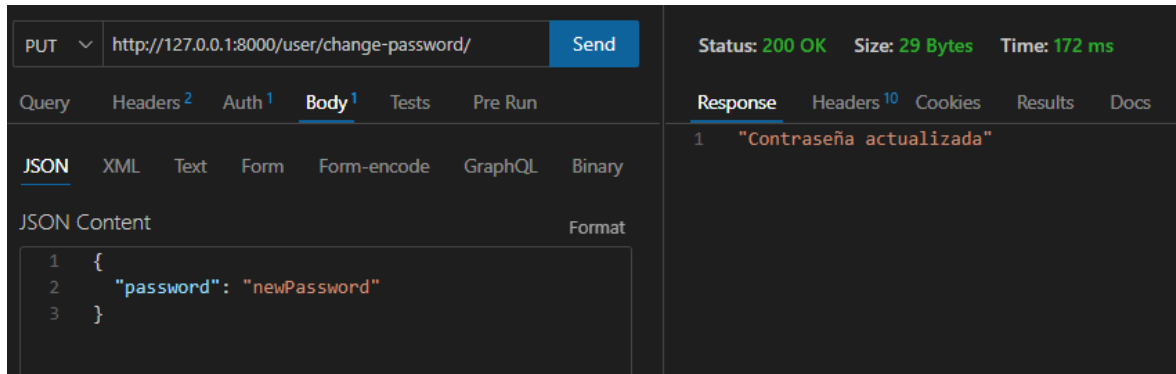 PUT http://127.0.0.1:8000/user/change-password/ Send
Query Headers 2 Auth 1 Body 1 Tests Pre Run
JSON XML Text Form Form-encode GraphQL Binary
JSON Content Format
1 {
2 "password": "newPassword"
3 }
Status: 200 OK Size: 29 Bytes Time: 172 ms
Response Headers 10 Cookies Results Docs
1 "Contraseña actualizada"